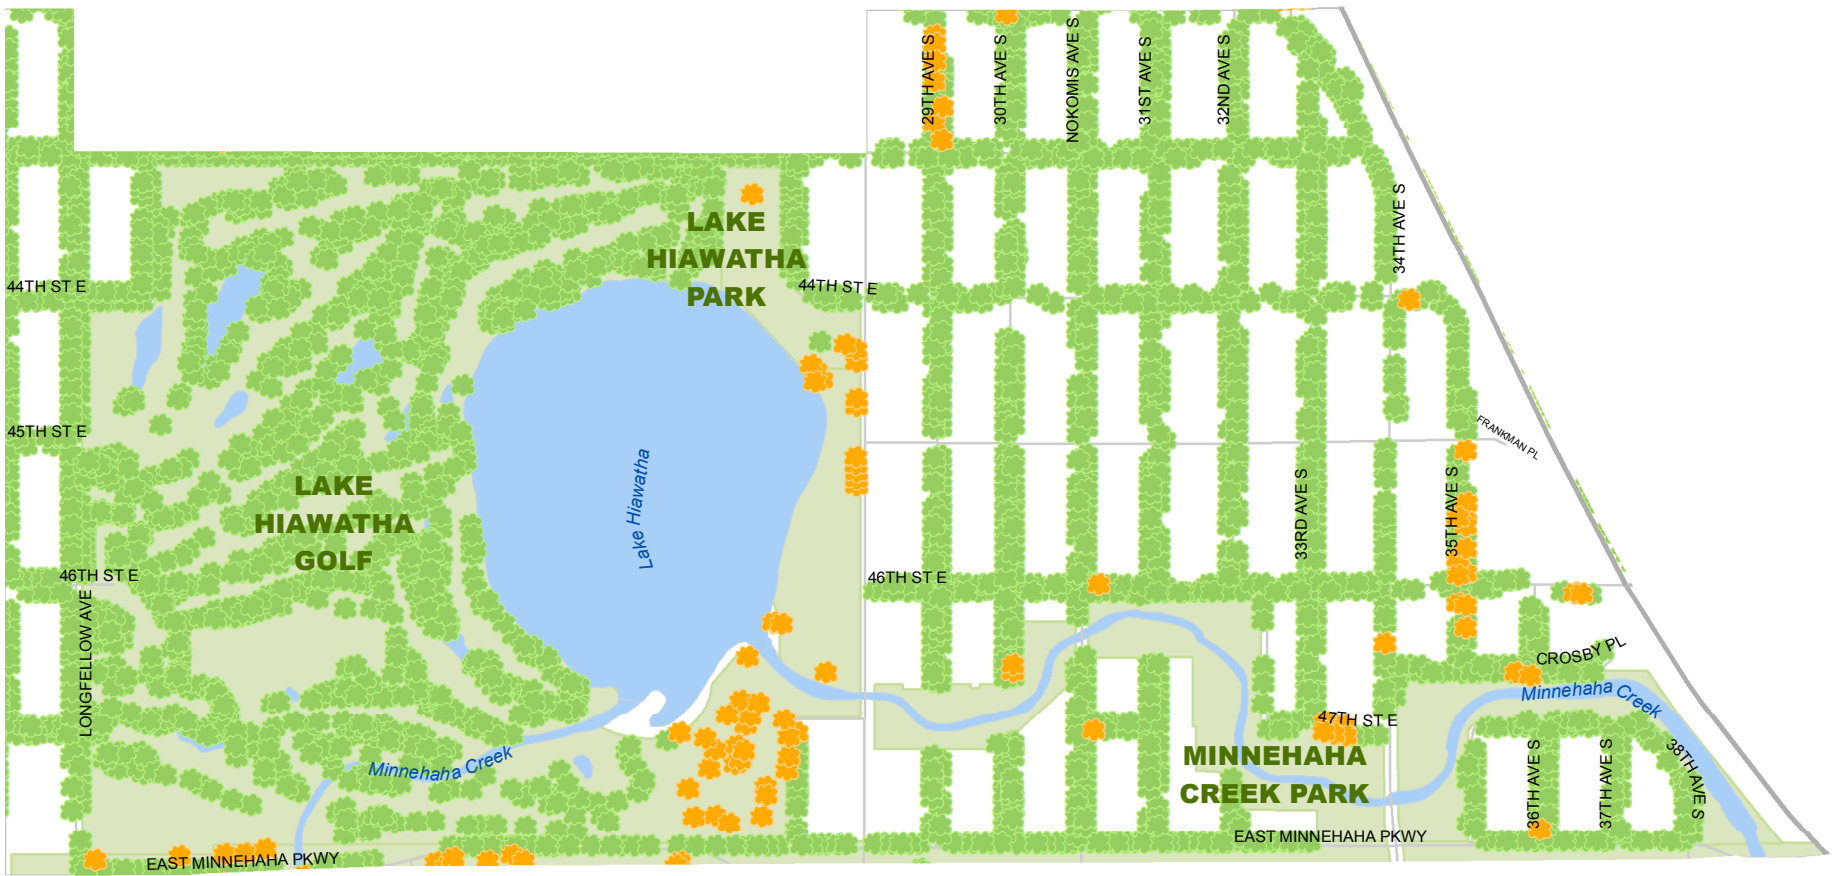 29TH AVE S
30TH AVE S
NOKOMIS AVE S
31ST AVE S
32ND AVE S
34TH AVE S
LAKE
HIAWATHA
PARK
44TH ST E
44TH ST E
45TH ST E
FRANKMAN PL
LAKE
HIAWATHA
GOLF
Lake Hiawatha
33RD AVE S
35TH AVE S
46TH ST E
46TH ST E
LONGFELLOW AVE
CROSBY PL
Minnehaha Creek
47TH ST E
Minnehaha Creek
MINNEHAHA
CREEK PARK
36TH AVE S
37TH AVE S
38TH AVE S
EAST MINNEHAHA PKWY
EAST MINNEHAHA PKWY